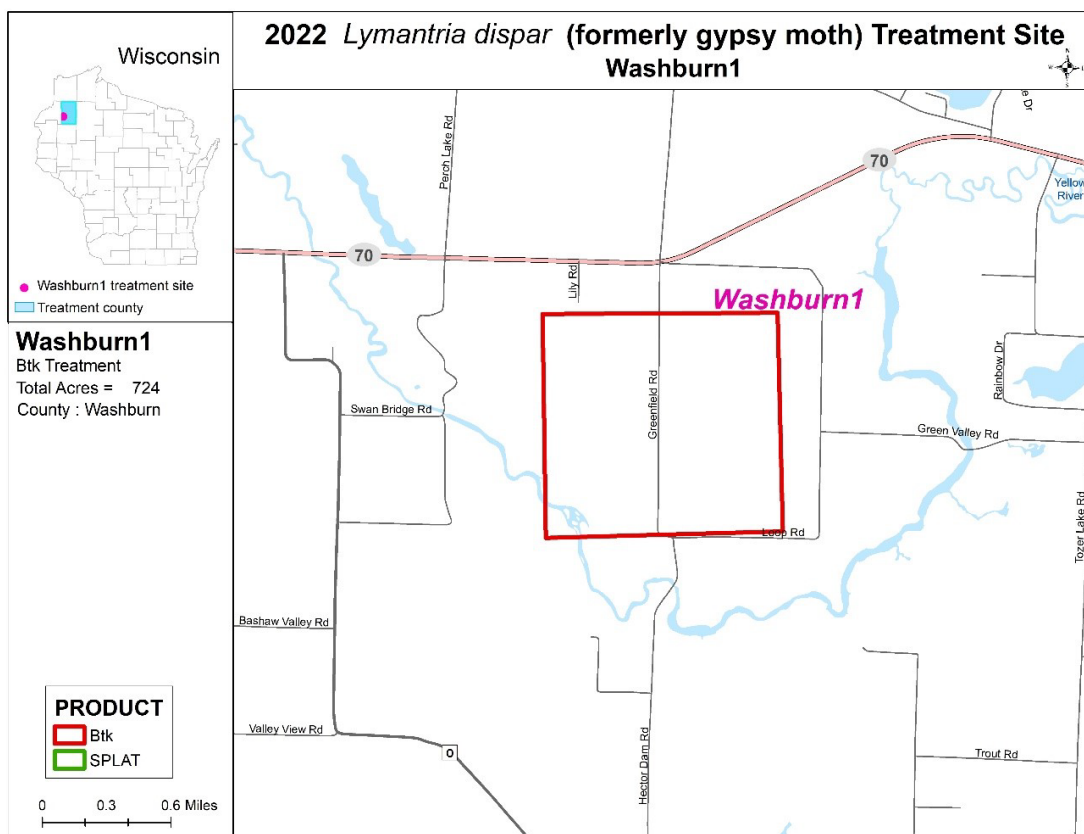 2022 Lymantria dispar (formerly gypsy moth) Treatment Site
Washburn1
N
S
Wisconsin
Washburn1 treatment site
Treatment county
Washburn1
Btk Treatment
Total Acres = 724
County : Washburn
PRODUCT
Btk
SPLAT
0 0.3 0.6 Miles
Perch Lake Rd
e Dr
70
Yellow
River
70
Lily Rd
Washburn1
Rainbow Dr
Greenfield Rd
Swan Bridge Rd
Green Valley Rd
Loop Rd
Tozer Lake Rd
Bashaw Valley Rd
Valley View Rd
O
Hector Dam Rd
Trout Rd